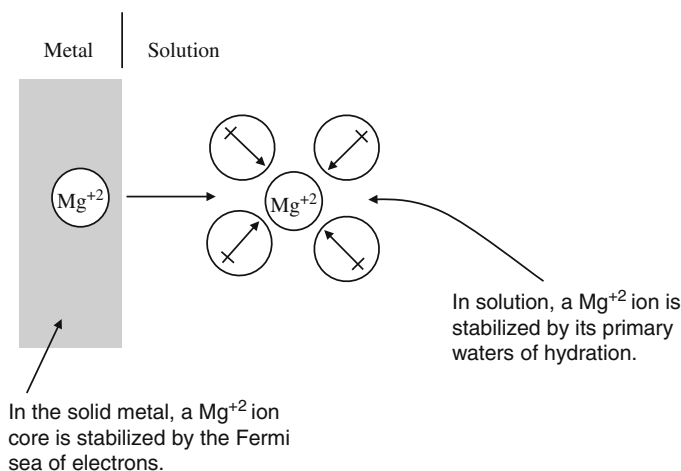 Metal
Solution
Mg+2
Mg+2
In solution, a Mg+2 ion is
stabilized by its primary
waters of hydration.
In the solid metal, a Mg+2 ion
core is stabilized by the Fermi
sea of electrons.